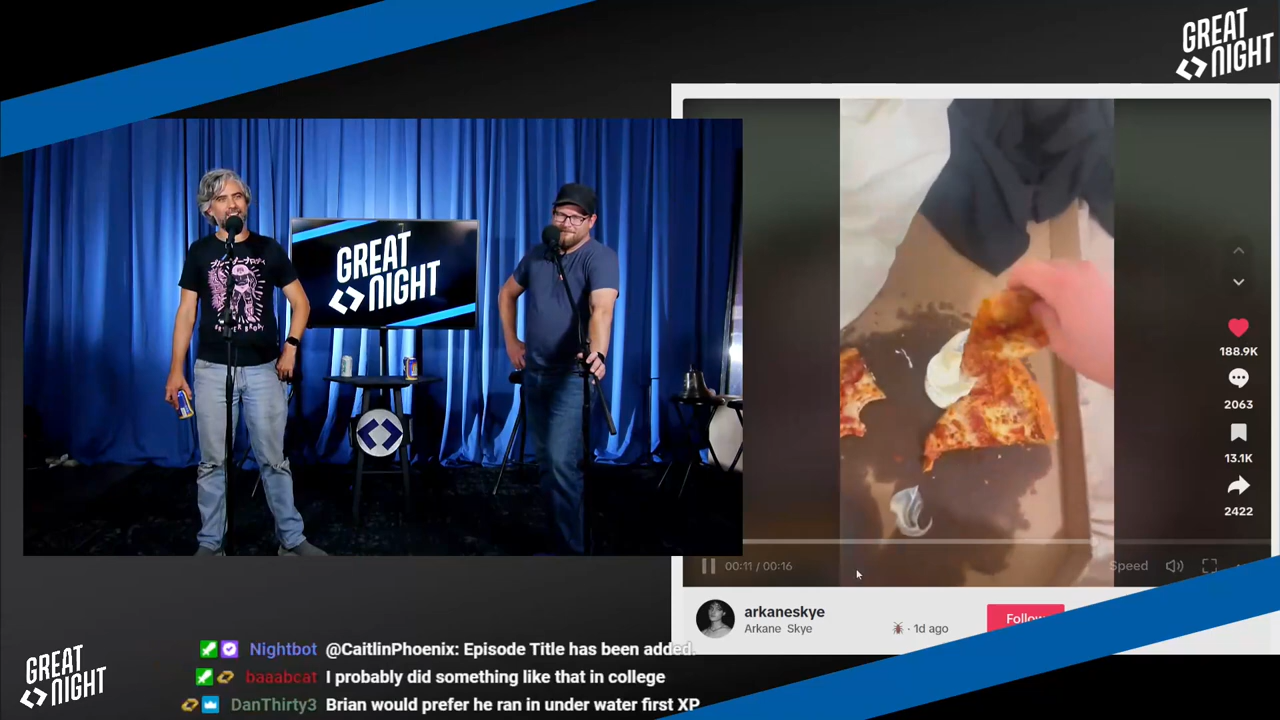 GREAT
NIGHT
GREAT
NIGHT
188.9K
2063
13.1K
2422
00:11 / 00:16
Speed
arkaneskye
Arkane Skye
· 1d ago
Follow
Nightbot @CaitlinPhoenix: Episode Title has been added.
baaabcat I probably did something like that in college
DanThirty3 Brian would prefer he ran in under water first XP
GREAT
NIGHT